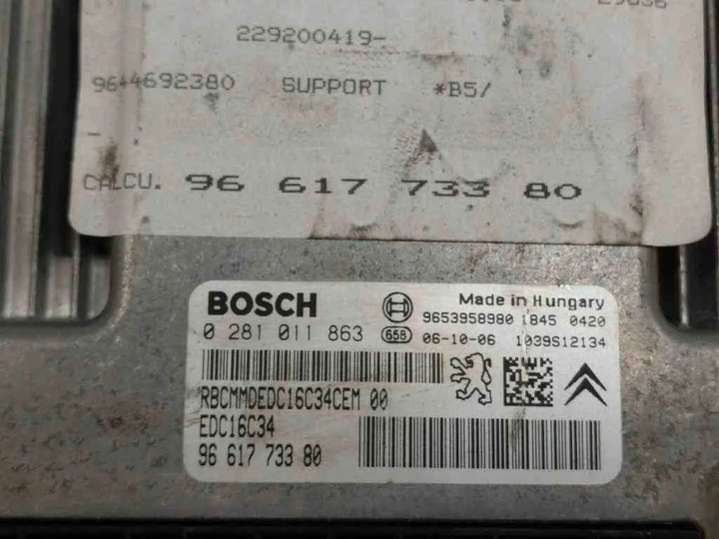 229200419-
9644692380 SUPPORT *B5/
-
CALCU. 96 617 733 80
BOSCH Made in Hungary
9653958980 1845 0420
0 281 011 863 658 06-10-06 1039S12134
RBCMMDEDC16C34CEM 00
EDC16C34
96 617 733 80